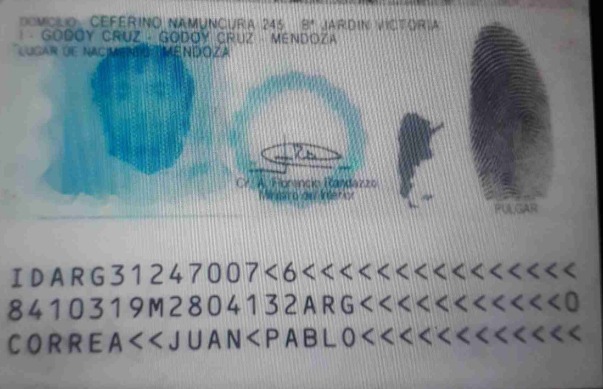 DOMICILIO: CEFERINO NAMUNCURA 245 Bº JARDIN VICTORIA
I - GODOY CRUZ - GODOY CRUZ - MENDOZA
LUGAR DE NACIMIENTO: MENDOZA
Cr. A. Florencio Randazzo
Ministro del Interior
PULGAR
IDARG31247007<6<<<<<<<<<<<<<<<
8410319M2804132ARG<<<<<<<<<<<0
CORREA<<JUAN<PABLO<<<<<<<<<<<<